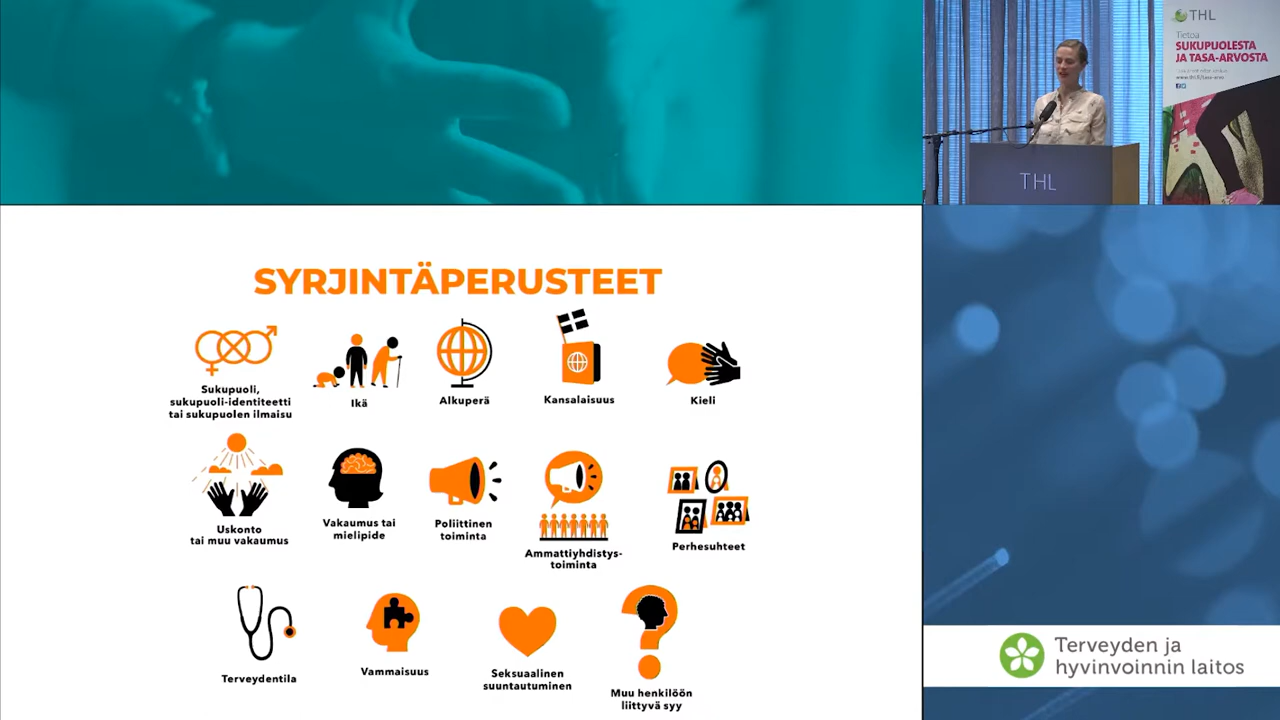 THL
Tietoa
SUKUPUOLESTA
JA TASA-ARVOSTA
THL
SYRJINTÄPERUSTEET
Sukupuoli,
sukupuoli-identiteetti
tai sukupuolen ilmaisu
Ikä
Alkuperä
Kansalaisuus
Kieli
Uskonto
tai muu vakaumus
Vakaumus tai
mielipide
Poliittinen
toiminta
Ammattiyhdistys-
toiminta
Perhesuhteet
Terveydentila
Vammaisuus
Seksuaalinen
suuntautuminen
Muu henkilöön
liittyvä syy
Terveyden ja
hyvinvoinnin laitos